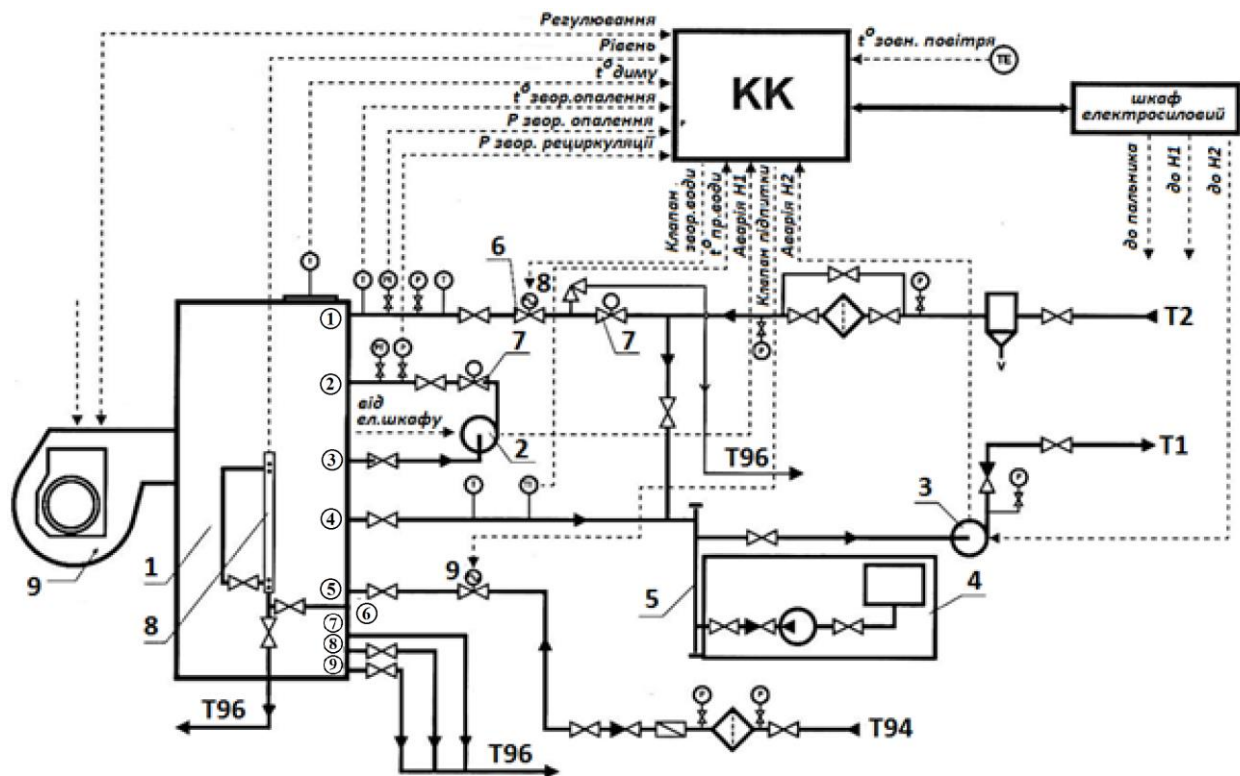 Регулювання
Рівень
t° диму
t° звор.опалення
Р звор. опалення
Р звор. рециркуляції
КК
t° зовн. повітря
TE
шкаф
електросиловий
до пальника
до Н1
до Н2
Клапан
звор.води
t° пр.води
Аварія Н1
Клапан підпитки
Аварія Н2
6
8
7
T2
①
②
7
від
ел.шкафу
2
③
T96
T1
3
④
9
1
8
9
5
4
⑤
⑥
⑦
⑧
⑨
T96
T96
T94